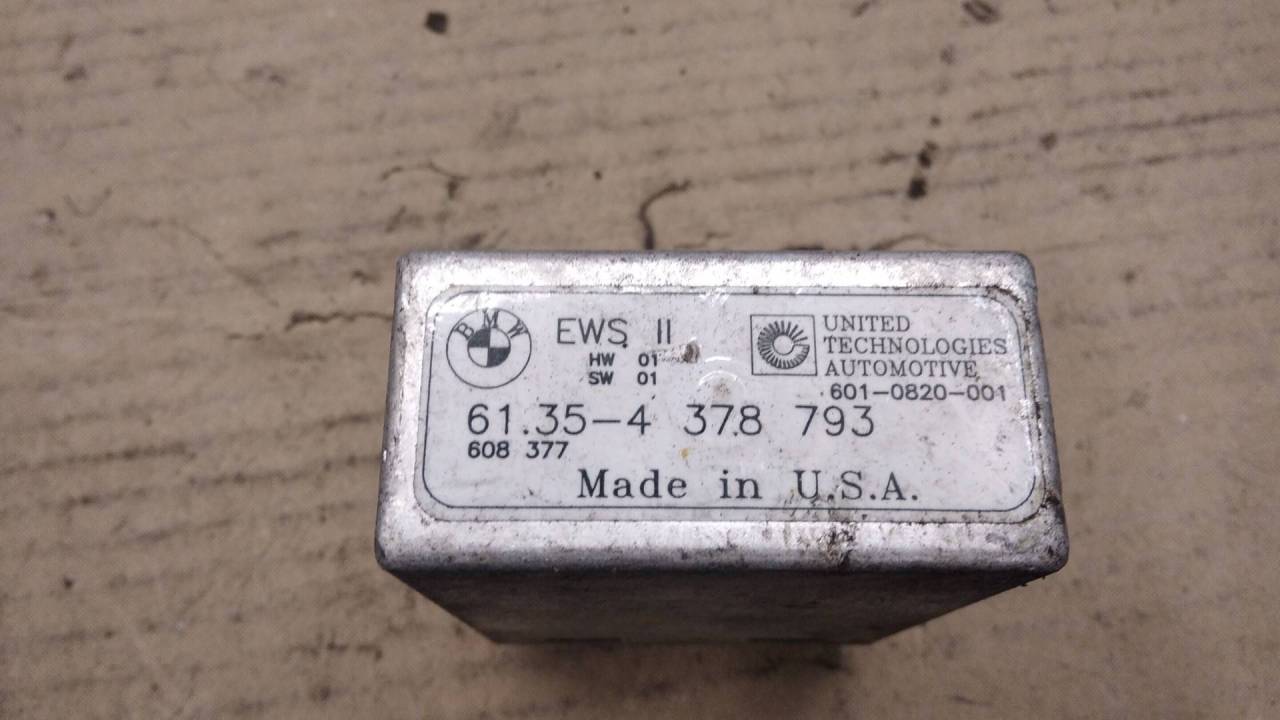 BMW
EWS II
HW 01
SW 01
UNITED
TECHNOLOGIES
AUTOMOTIVE
601-0820-001
61.35-4 378 793
608 377
Made in U.S.A.